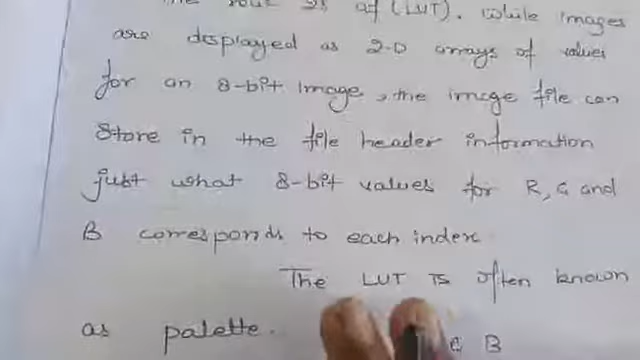 of (LUT). While images
are displayed as 2-D arrays of values
for an 8-bit image, the image file can
store in the file header information
just what 8-bit values for R, G and
B corresponds to each index.
The LUT is often known
as palette.
G B